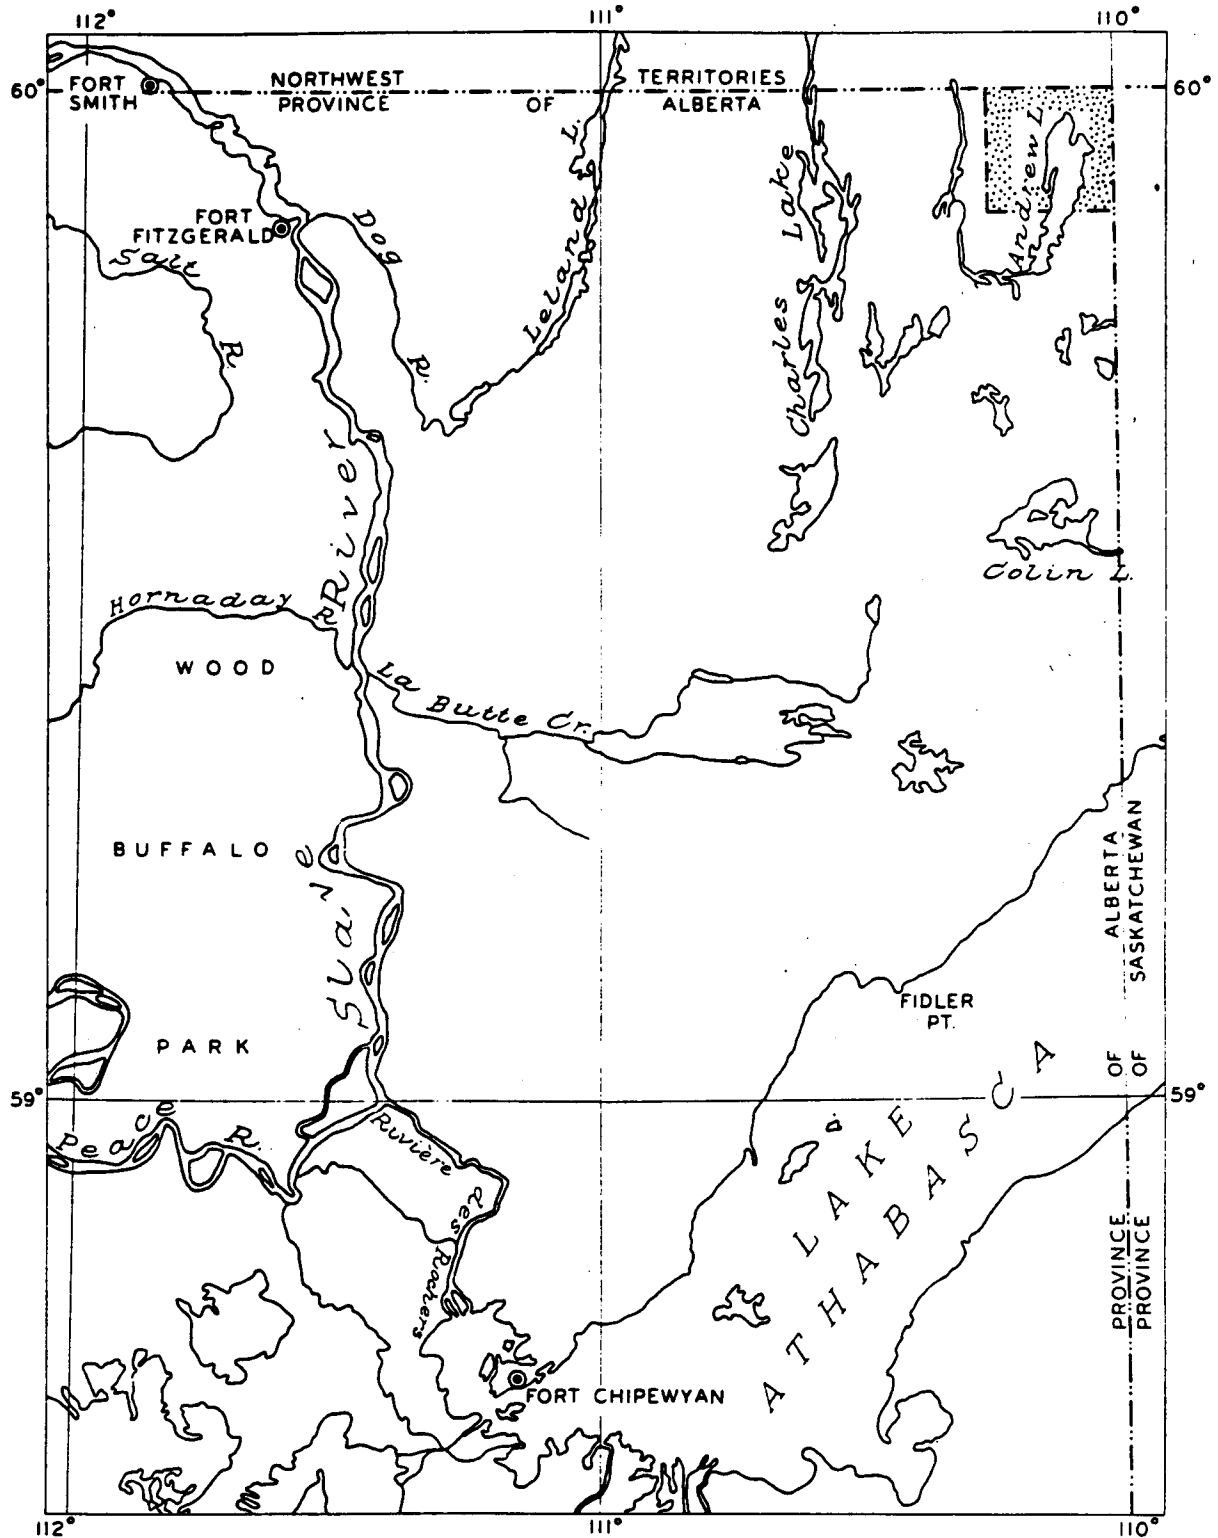 112° 111° 110°
60° 60°
FORT
SMITH
NORTHWEST TERRITORIES
PROVINCE OF ALBERTA
Andrew L.
Leland L.
Charles Lake
FORT
FITZGERALD
Dog R.
Salt R.
Colin L.
Hornaday R.
Slave River
WOOD
La Butte Cr.
BUFFALO
PARK
FIDLER
PT.
PROVINCE OF ALBERTA
PROVINCE OF SASKATCHEWAN
59° 59°
Peace R.
Rivière des Rochers
LAKE
ATHABASCA
FORT CHIPEWYAN
112° 111° 110°